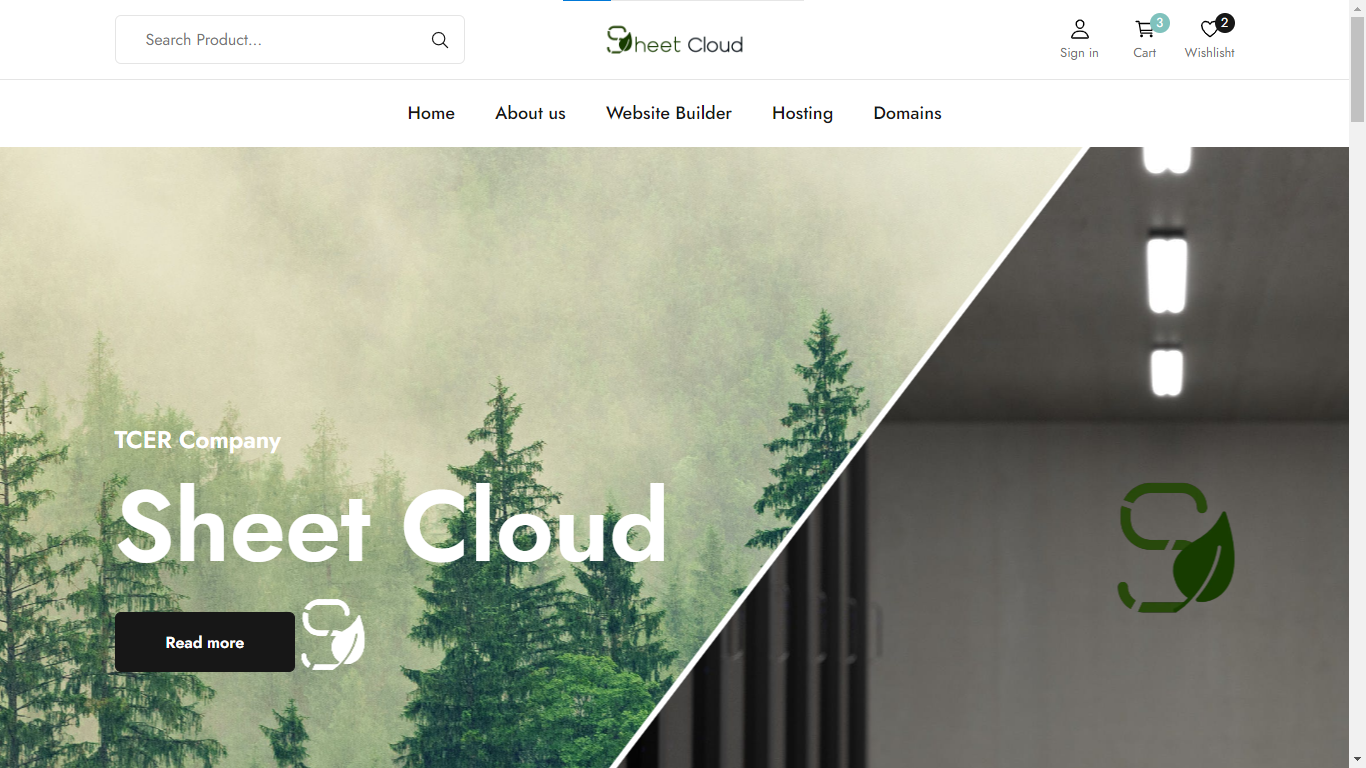 Search Product...
Sheet Cloud
3
2
Sign in
Cart
Wishlisht
Home
About us
Website Builder
Hosting
Domains
TCER Company
Sheet Cloud
Read more